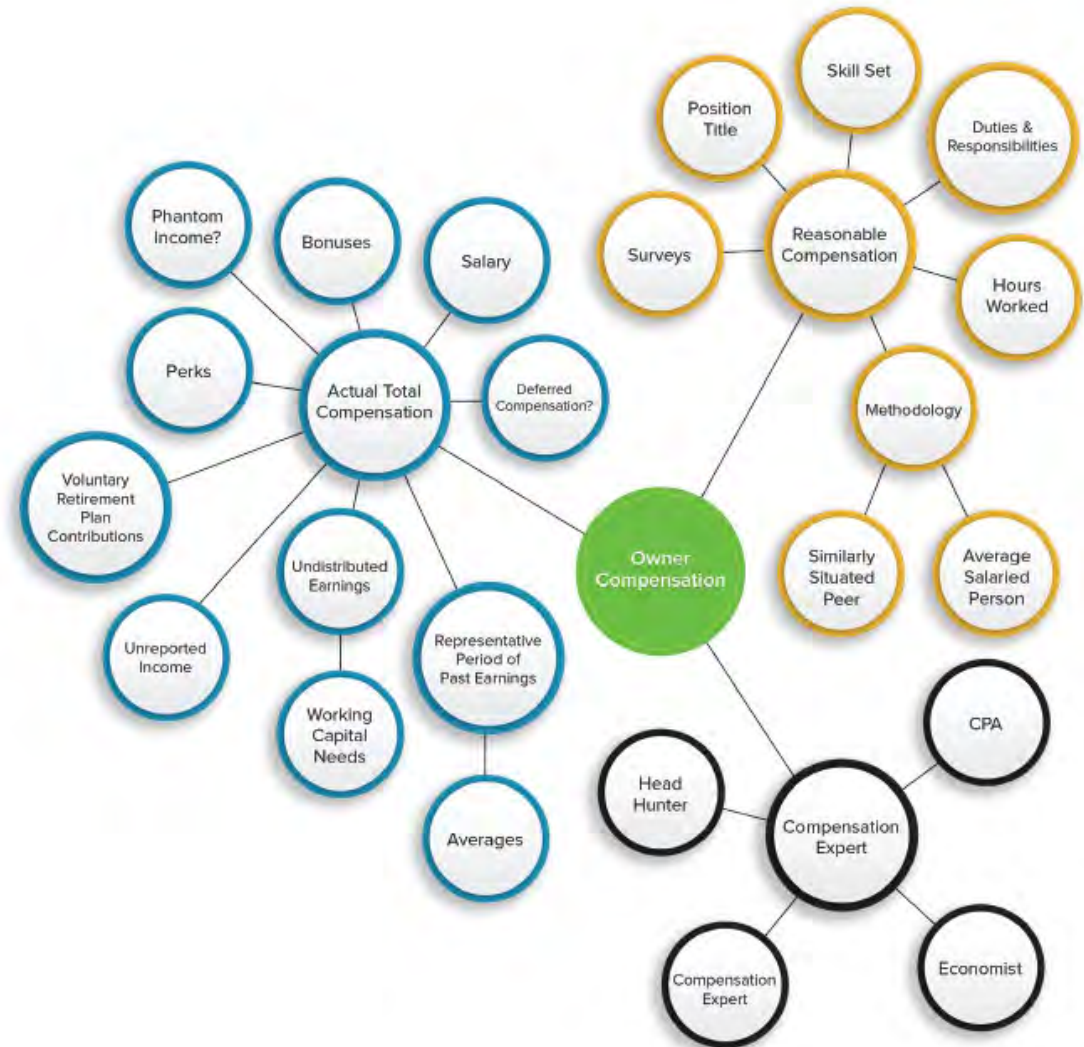 Skill Set
Position
Title
Duties &
Responsibilities
Surveys
Reasonable
Compensation
Hours
Worked
Methodology
Similarly
Situated
Peer
Average
Salaried
Person
Phantom
Income?
Bonuses
Salary
Perks
Actual Total
Compensation
Deferred
Compensation?
Voluntary
Retirement
Plan
Contributions
Undistributed
Earnings
Unreported
Income
Working
Capital
Needs
Representative
Period of
Past Earnings
Averages
Owner
Compensation
CPA
Head
Hunter
Compensation
Expert
Compensation
Expert
Economist